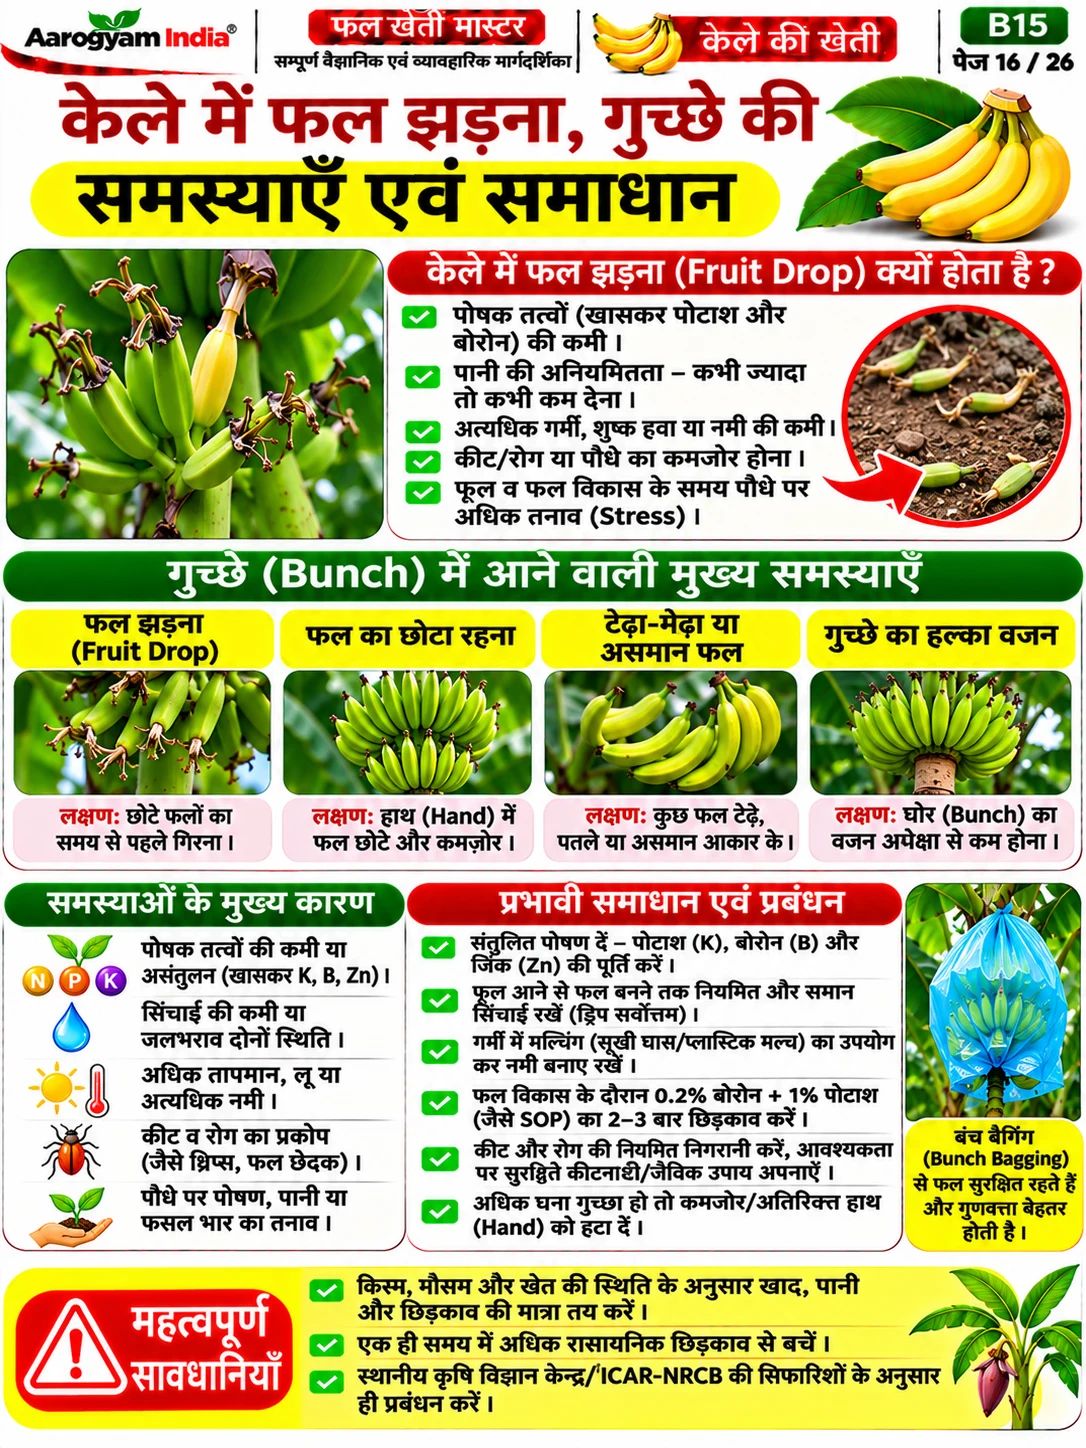 Aarogyam India®
फल खेती मास्टर
सम्पूर्ण वैज्ञानिक एवं व्यावहारिक मार्गदर्शिका
केले की खेती
B15
पेज 16 / 26
केले में फल झड़ना, गुच्छे की
समस्याएँ एवं समाधान
केले में फल झड़ना (Fruit Drop) क्यों होता है ?
पोषक तत्वों (खासकर पोटाश और
बोरोन) की कमी ।
पानी की अनियमितता – कभी ज्यादा
तो कभी कम देना ।
अत्यधिक गर्मी, शुष्क हवा या नमी की कमी ।
कीट/रोग या पौधे का कमजोर होना ।
फूल व फल विकास के समय पौधे पर
अधिक तनाव (Stress) ।
गुच्छे (Bunch) में आने वाली मुख्य समस्याएँ
फल झड़ना
(Fruit Drop)
लक्षण: छोटे फलों का
समय से पहले गिरना ।
फल का छोटा रहना
लक्षण: हाथ (Hand) में
फल छोटे और कमज़ोर ।
टेढ़ा-मेढ़ा या
असमान फल
लक्षण: कुछ फल टेढ़े,
पतले या असमान आकार के ।
गुच्छे का हल्का वजन
लक्षण: घोर (Bunch) का
वजन अपेक्षा से कम होना ।
समस्याओं के मुख्य कारण
N P K
पोषक तत्वों की कमी या
असंतुलन (खासकर K, B, Zn) ।
सिंचाई की कमी या
जलभराव दोनों स्थिति ।
अधिक तापमान, लू या
अत्यधिक नमी ।
कीट व रोग का प्रकोप
(जैसे थ्रिप्स, फल छेदक) ।
पौधे पर पोषण, पानी या
फसल भार का तनाव ।
प्रभावी समाधान एवं प्रबंधन
संतुलित पोषण दें – पोटाश (K), बोरोन (B) और
जिंक (Zn) की पूर्ति करें ।
फूल आने से फल बनने तक नियमित और समान
सिंचाई रखें (ड्रिप सर्वोत्तम) ।
गर्मी में मल्चिंग (सूखी घास/प्लास्टिक मल्च) का उपयोग
कर नमी बनाए रखें ।
फल विकास के दौरान 0.2% बोरोन + 1% पोटाश
(जैसे SOP) का 2–3 बार छिड़काव करें ।
कीट और रोग की नियमित निगरानी करें, आवश्यकता
पर उपाय अपनाएँ ।
अधिक घना गुच्छा हो तो कमजोर/अतिरिक्त हाथ
(Hand) को हटा दें ।
बंच बैगिंग
(Bunch Bagging)
से फल सुरक्षित रहते हैं
और गुणवत्ता बेहतर
होती है ।
महत्वपूर्ण
सावधानियाँ
किस्म, मौसम और खेत की स्थिति के अनुसार खाद, पानी
और छिड़काव की मात्रा तय करें ।
एक ही समय में अधिक रासायनिक छिड़काव से बचें ।
स्थानीय कृषि विज्ञान केन्द्र/ICAR-NRCB की सिफारिशों के अनुसार
ही प्रबंधन करें ।